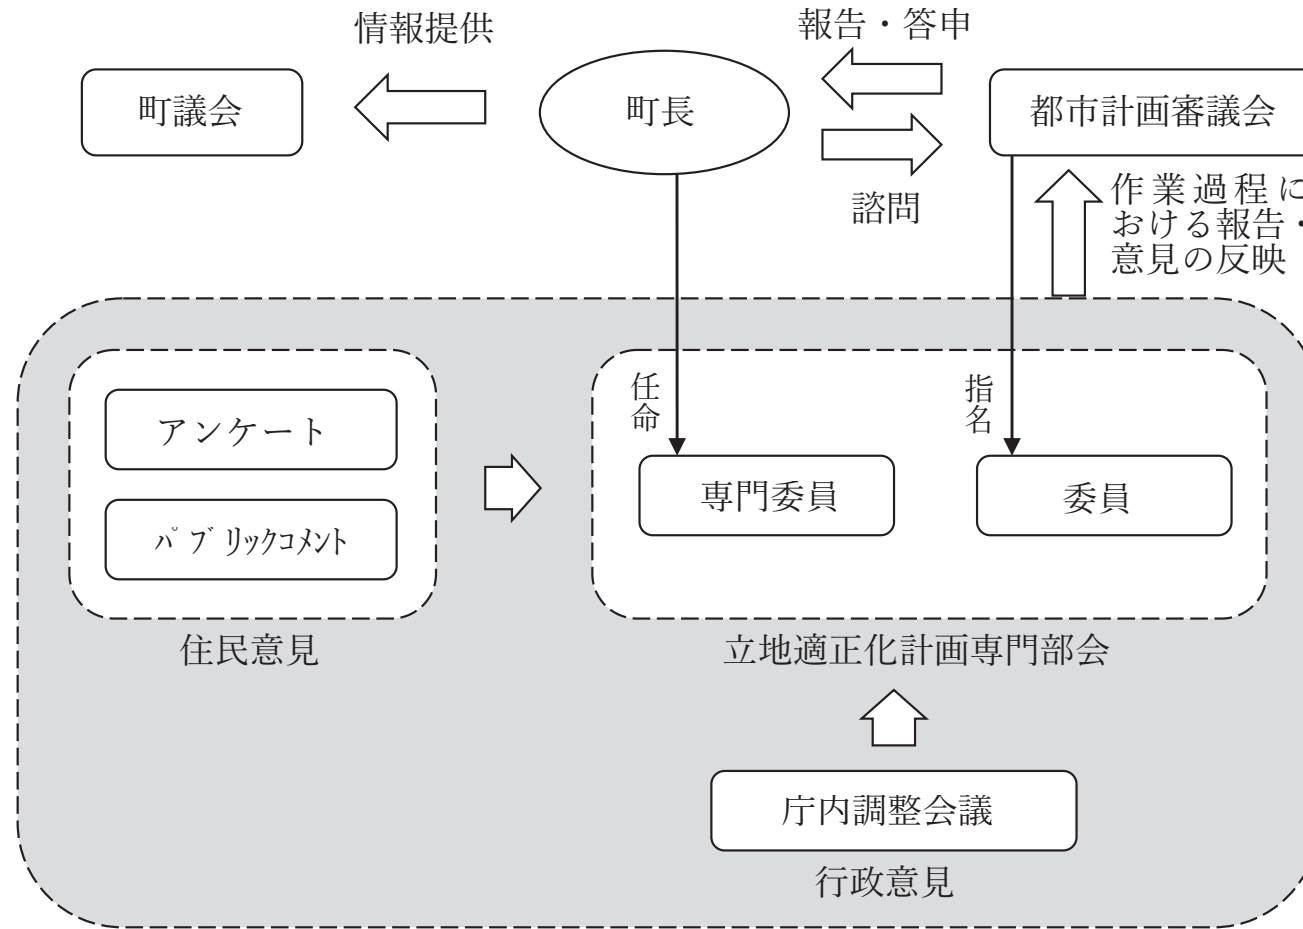 情報提供
報告・答申
町議会
町長
都市計画審議会
諮問
作業過程に
おける報告・
意見の反映
任命
指名
アンケート
パブリックコメント
専門委員
委員
住民意見
立地適正化計画専門部会
庁内調整会議
行政意見